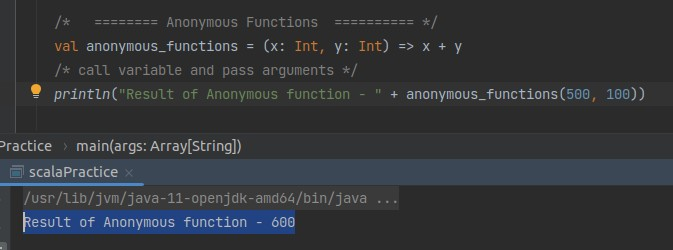 /*   ======== Anonymous Functions  ========== */
val anonymous_functions = (x: Int, y: Int) => x + y
/* call variable and pass arguments */
println("Result of Anonymous function - " + anonymous_functions(500, 100))
Practice › main(args: Array[String])
scalaPractice ×
/usr/lib/jvm/java-11-openjdk-amd64/bin/java ...
Result of Anonymous function - 600